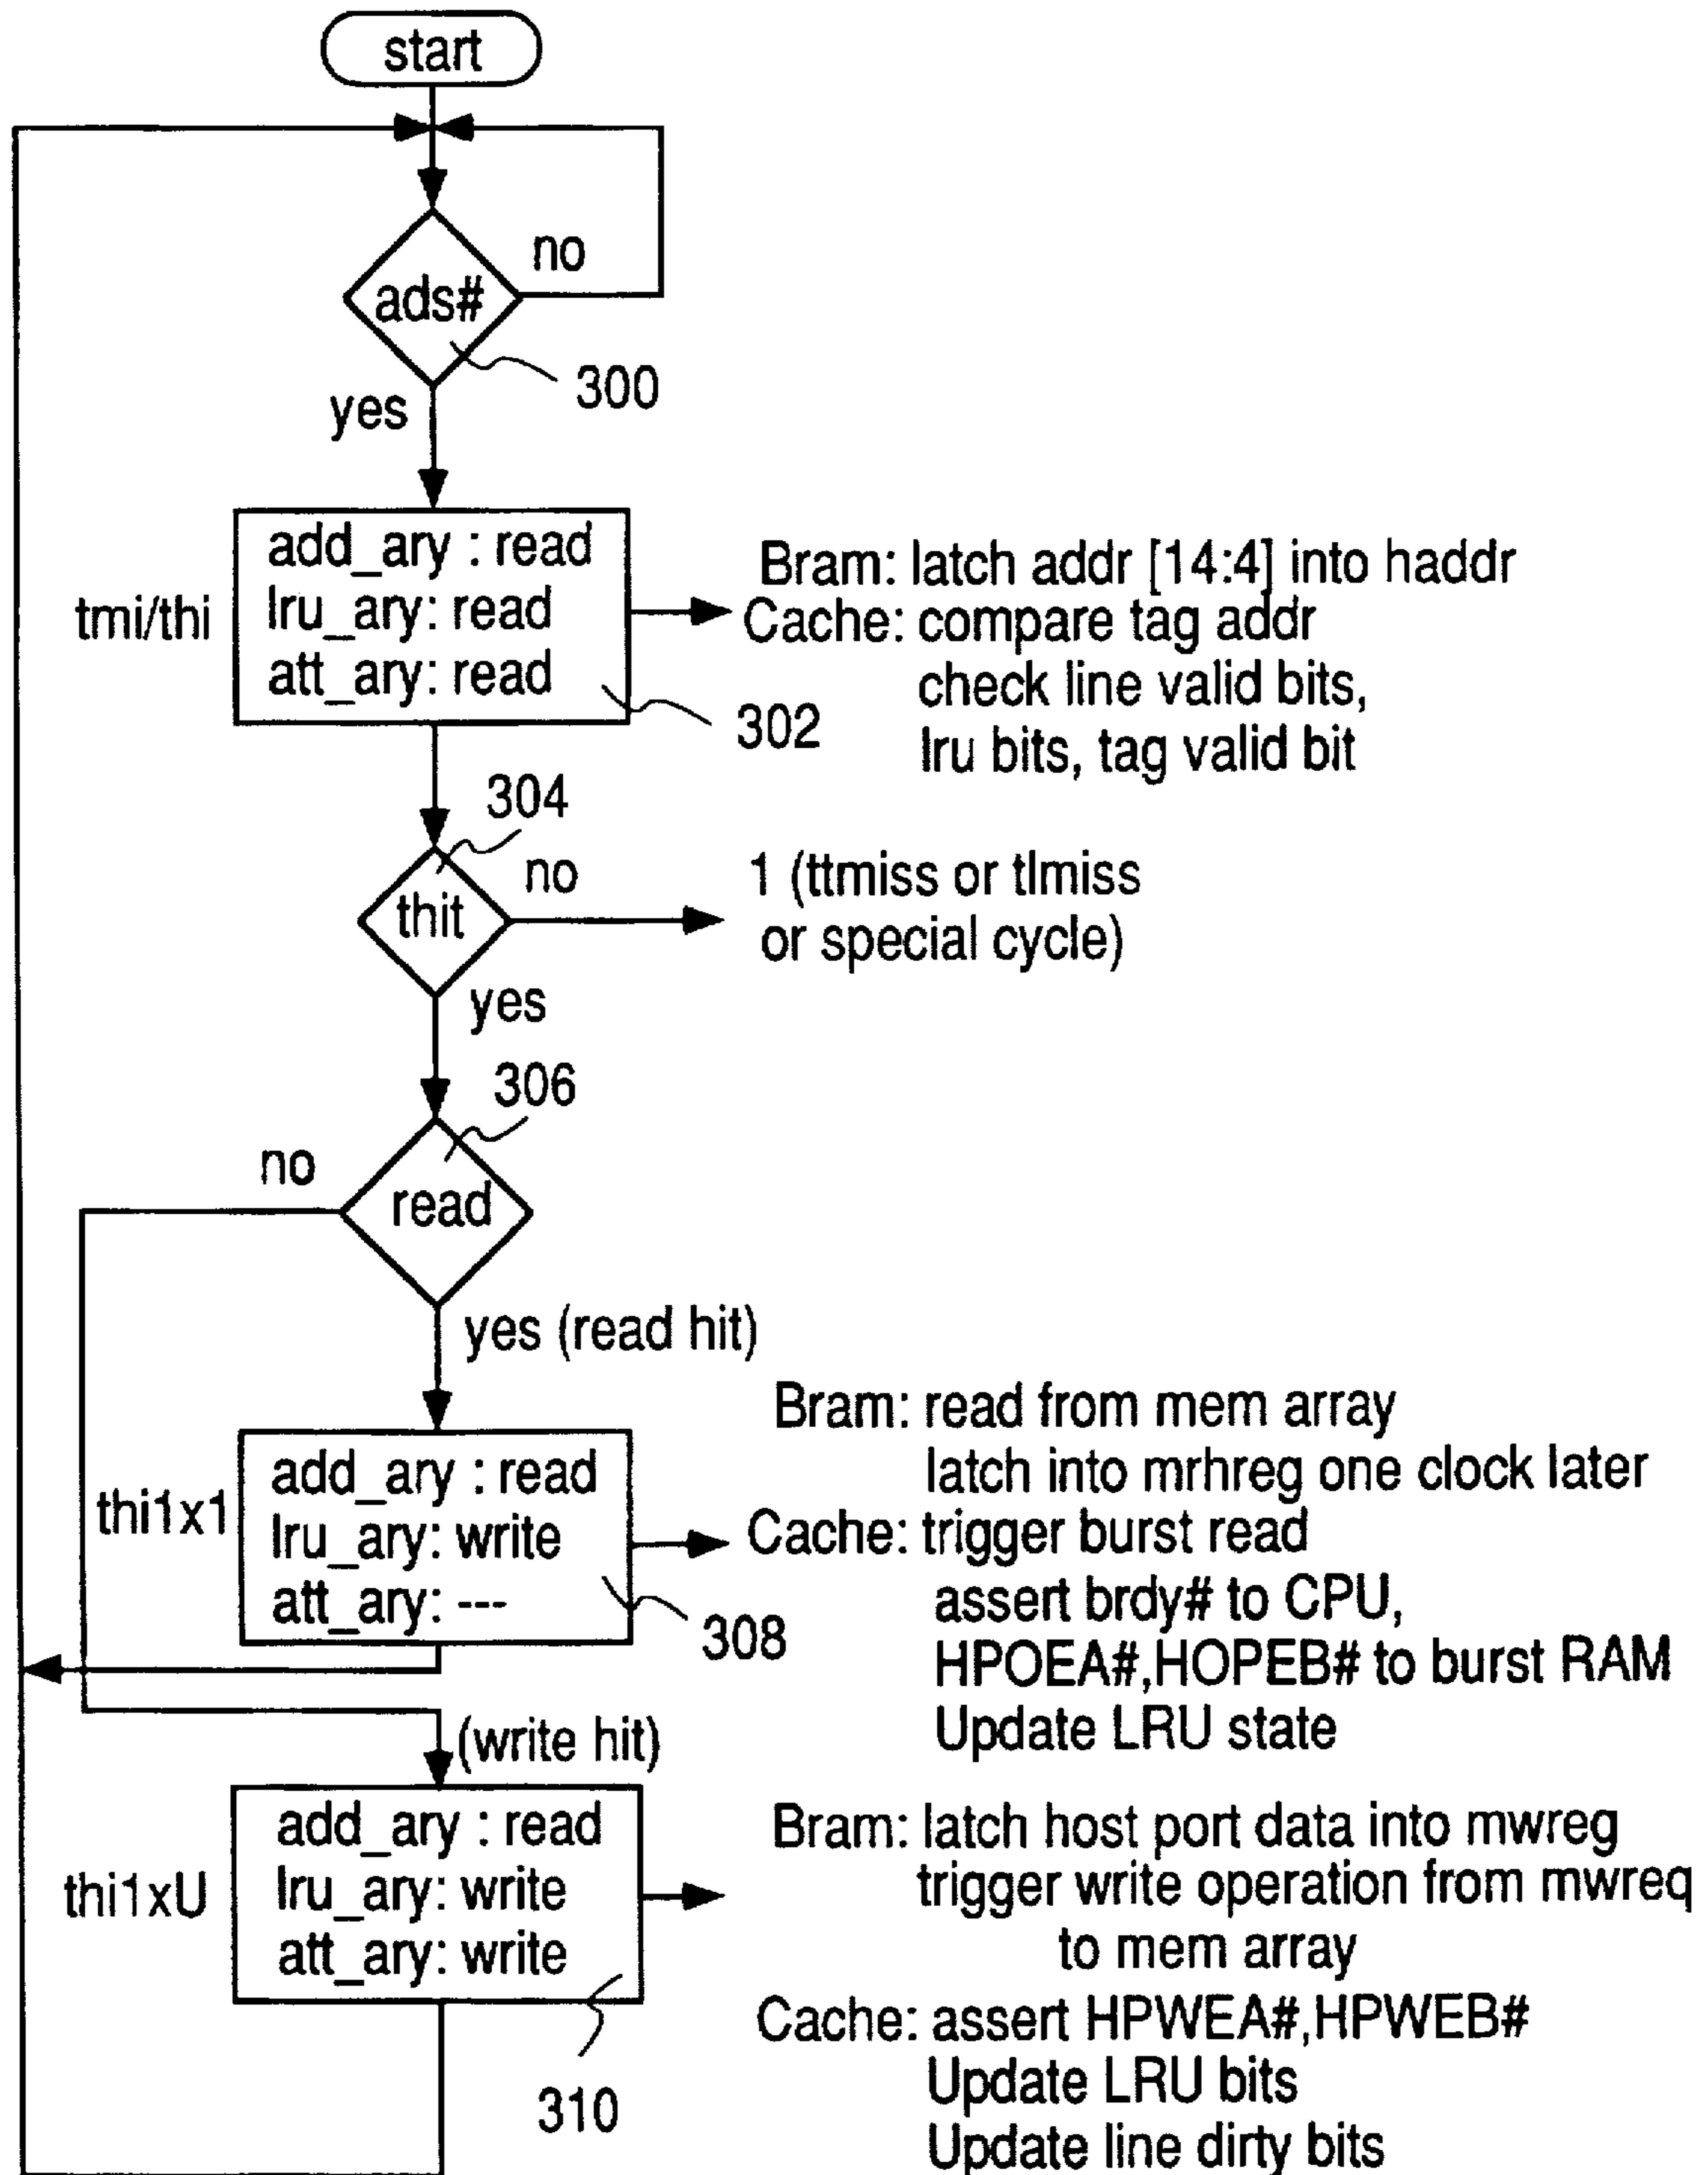 start
ads#
no
300
yes
tmi/thi
add_ary : read
lru_ary: read
att_ary: read
302
Bram: latch addr [14:4] into haddr
Cache: compare tag addr
check line valid bits,
lru bits, tag valid bit
304
thit
no
1 (ttmiss or tlmiss
or special cycle)
yes
306
no
read
yes (read hit)
thi1x1
add_ary : read
lru_ary: write
att_ary: ---
308
Bram: read from mem array
latch into mrhreg one clock later
Cache: trigger burst read
assert brdy# to CPU,
HPOEA#,HOPEB# to burst RAM
Update LRU state
(write hit)
thi1xU
add_ary : read
lru_ary: write
att_ary: write
310
Bram: latch host port data into mwreg
trigger write operation from mwreq
to mem array
Cache: assert HPWEA#,HPWEB#
Update LRU bits
Update line dirty bits